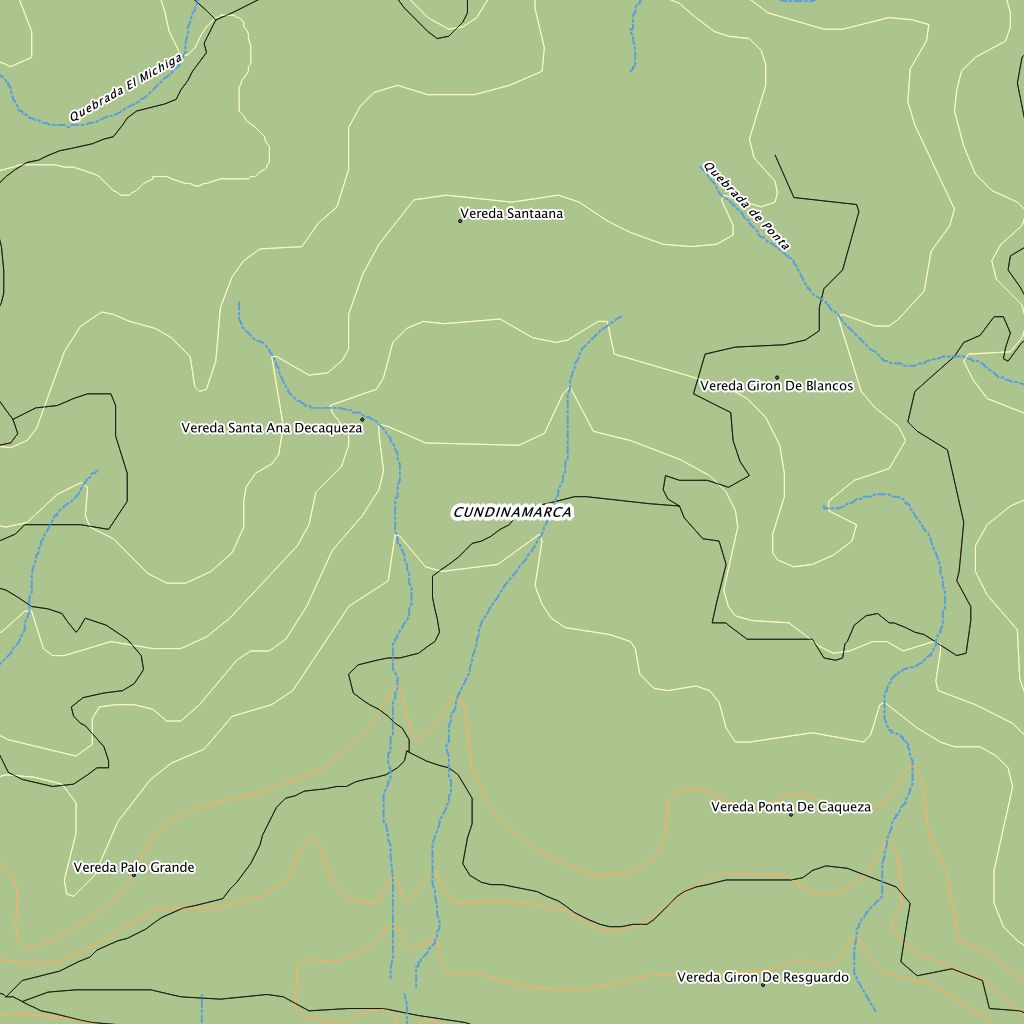 Quebrada El Michiga
Quebrada de Ponta
Vereda Santaana
Vereda Giron De Blancos
Vereda Santa Ana Decaqueza
CUNDINAMARCA
Vereda Ponta De Caqueza
Vereda Palo Grande
Vereda Giron De Resguardo